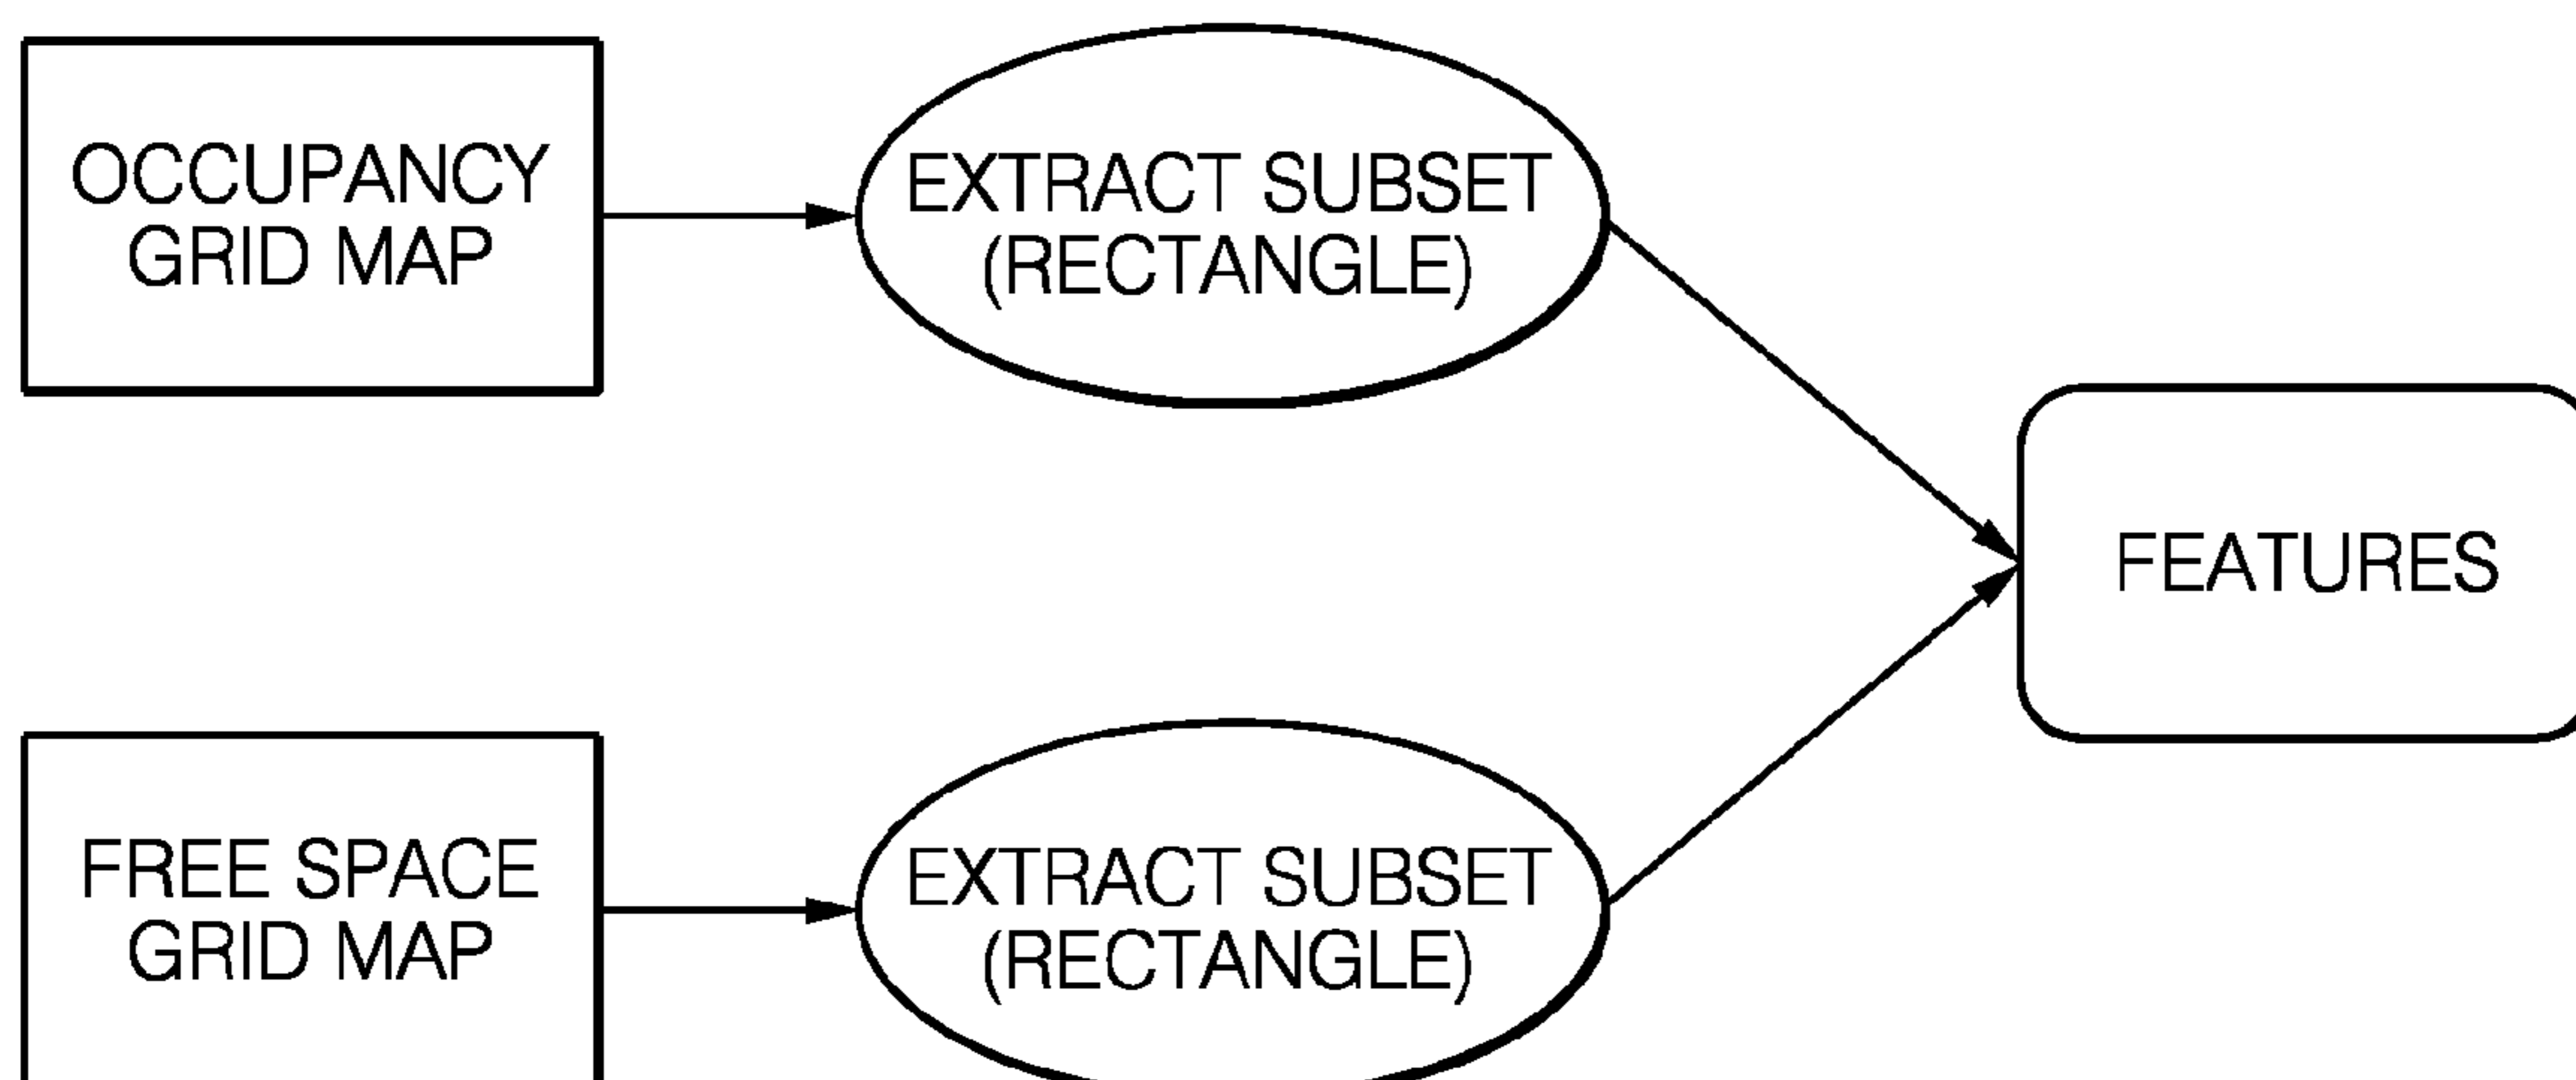 OCCUPANCY
GRID MAP
EXTRACT SUBSET
(RECTANGLE)
FEATURES
FREE SPACE
GRID MAP
EXTRACT SUBSET
(RECTANGLE)